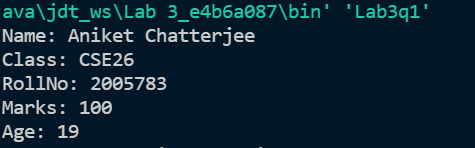 ava\jdt_ws\Lab 3_e4b6a087\bin' 'Lab3q1'
Name: Aniket Chatterjee
Class: CSE26
RollNo: 2005783
Marks: 100
Age: 19